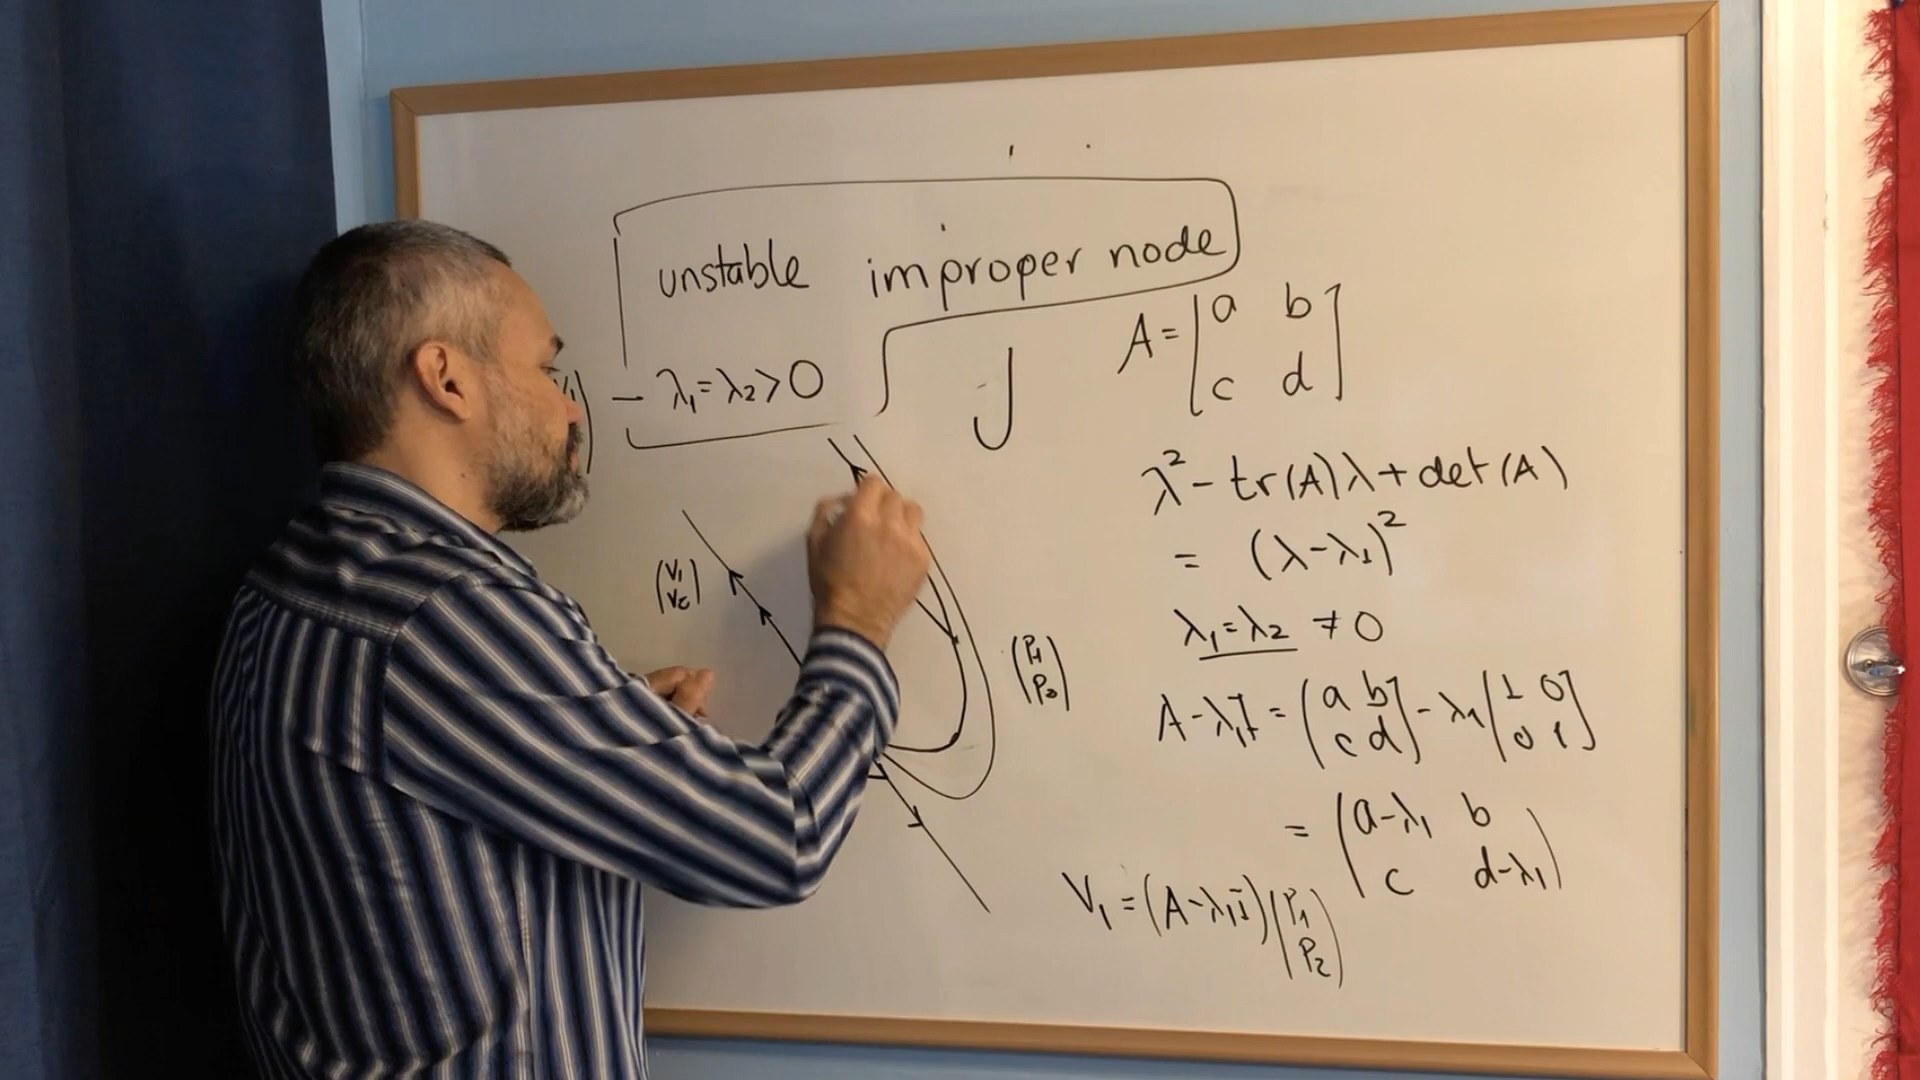 unstable improper node
λ₁=λ₂>0
J
A = [a b
c d]
λ² - tr(A)λ + det(A)
= (λ-λ₁)²
λ₁=λ₂ ≠ 0
A - λ₁I = (a b
c d) - λ₁(1 0
0 1)
= (a-λ₁ b
c d-λ₁)
V₁ = (A-λ₁I)(P₁
P₂)
(V₁
V₂)
(P₁
P₂)